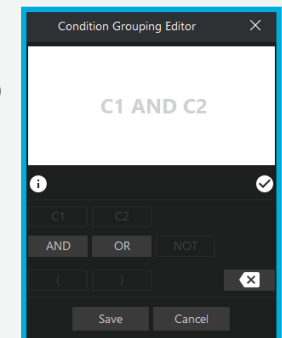 Condition Grouping Editor
C1 AND C2
C1 C2
AND OR NOT
( )
Save Cancel